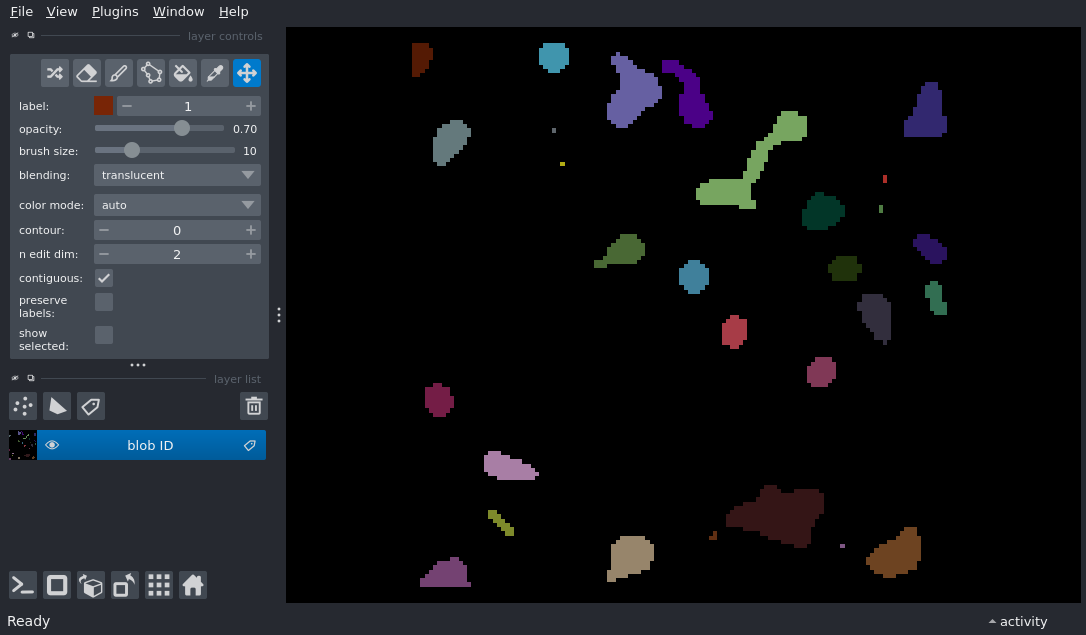 File View Plugins Window Help
layer controls
label: 1
opacity: 0.70
brush size: 10
blending: translucent
color mode: auto
contour: 0
n edit dim: 2
contiguous:
preserve
labels:
show
selected:
layer list
blob ID
Ready
activity